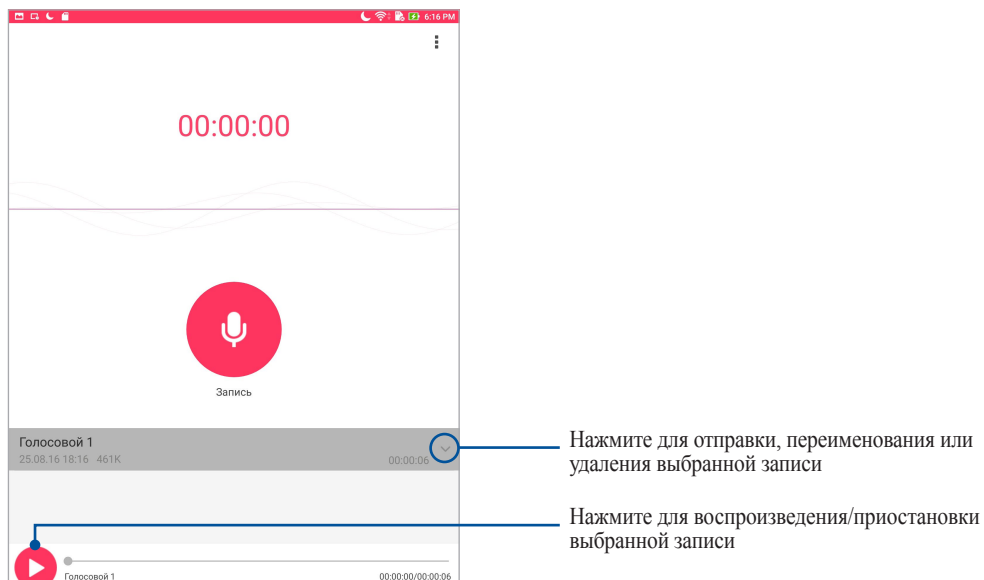 6:16 PM
00:00:00
Запись
Голосовой 1
25.08.16 18:16 461K
00:00:06
Нажмите для отправки, переименования или
удаления выбранной записи
Нажмите для воспроизведения/приостановки
выбранной записи
Голосовой 1
00:00:00/00:00:06